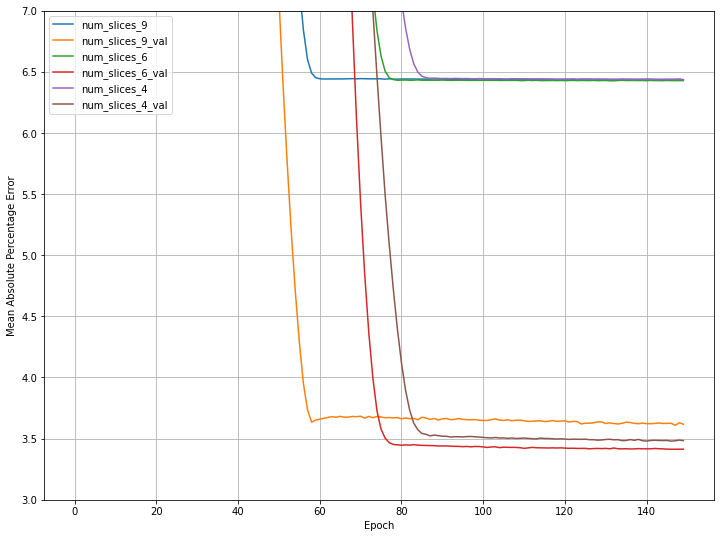 7.0
6.5
6.0
5.5
5.0
4.5
4.0
3.5
3.0
Mean Absolute Percentage Error
num_slices_9
num_slices_9_val
num_slices_6
num_slices_6_val
num_slices_4
num_slices_4_val
0 20 40 60 80 100 120 140
Epoch